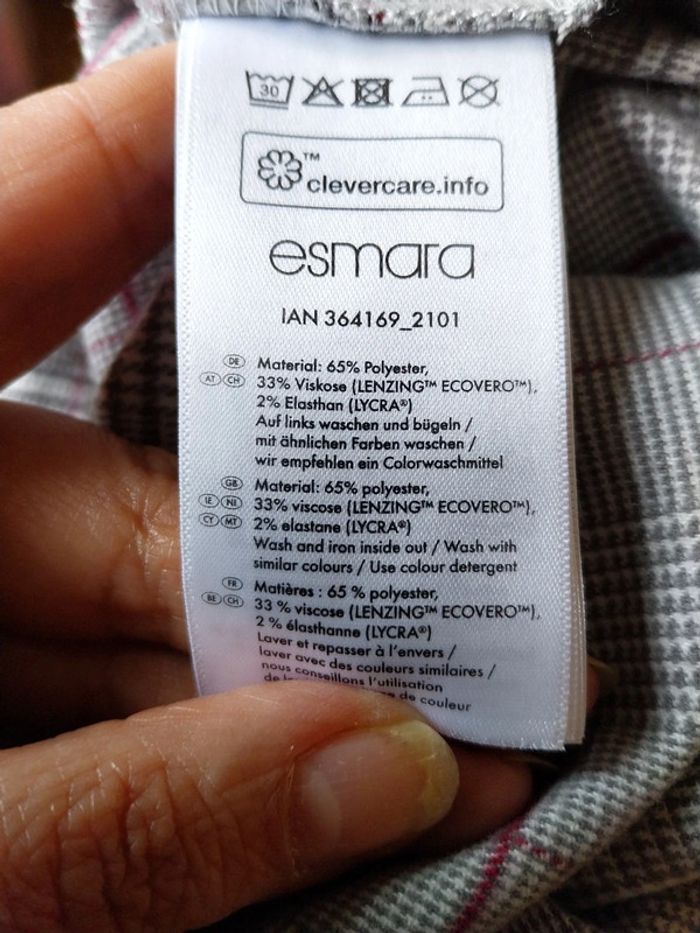 30
™
clevercare.info
esmara
IAN 364169_2101
DE Material: 65% Polyester,
AT CH 33% Viskose (LENZING™ ECOVERO™),
2% Elasthan (LYCRA®)
Auf links waschen und bügeln /
mit ähnlichen Farben waschen /
wir empfehlen ein Colorwaschmittel
GB Material: 65% polyester,
IE NI 33% viscose (LENZING™ ECOVERO™),
CY MT 2% elastane (LYCRA®)
Wash and iron inside out / Wash with
similar colours / Use colour detergent
FR Matières : 65 % polyester,
BE CH 33 % viscose (LENZING™ ECOVERO™),
2 % élasthanne (LYCRA®)
Laver et repasser à l'envers /
laver avec des couleurs similaires /
nous conseillons l'utilisation
de couleur